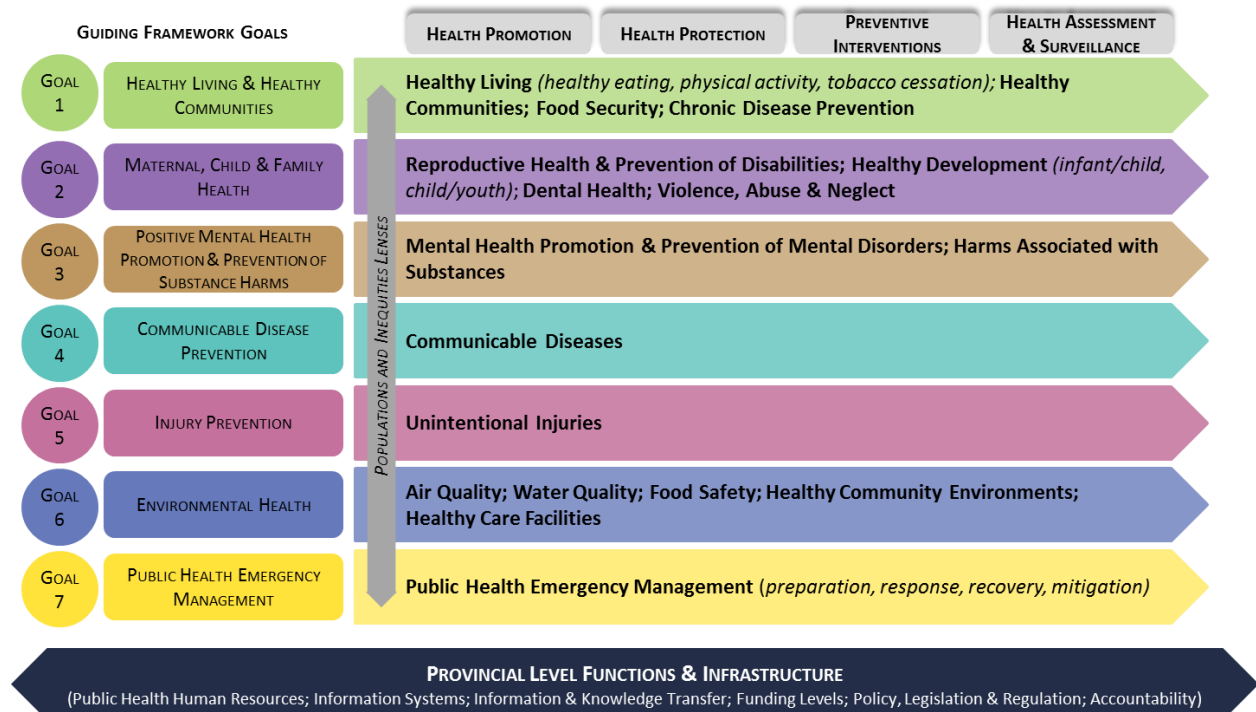 GUIDING FRAMEWORK GOALS
HEALTH PROMOTION
HEALTH PROTECTION
PREVENTIVE
INTERVENTIONS
HEALTH ASSESSMENT
& SURVEILLANCE
GOAL
1
HEALTHY LIVING & HEALTHY
COMMUNITIES
Healthy Living (healthy eating, physical activity, tobacco cessation); Healthy
Communities; Food Security; Chronic Disease Prevention
GOAL
2
MATERNAL, CHILD & FAMILY
HEALTH
Reproductive Health & Prevention of Disabilities; Healthy Development (infant/child,
child/youth); Dental Health; Violence, Abuse & Neglect
GOAL
3
POSITIVE MENTAL HEALTH
PROMOTION & PREVENTION OF
SUBSTANCE HARMS
Mental Health Promotion & Prevention of Mental Disorders; Harms Associated with
Substances
GOAL
4
COMMUNICABLE DISEASE
PREVENTION
Communicable Diseases
GOAL
5
INJURY PREVENTION
Unintentional Injuries
GOAL
6
ENVIRONMENTAL HEALTH
Air Quality; Water Quality; Food Safety; Healthy Community Environments;
Healthy Care Facilities
GOAL
7
PUBLIC HEALTH EMERGENCY
MANAGEMENT
Public Health Emergency Management (preparation, response, recovery, mitigation)
POPULATIONS AND INEQUITIES LENSES
PROVINCIAL LEVEL FUNCTIONS & INFRASTRUCTURE
(Public Health Human Resources; Information Systems; Information & Knowledge Transfer; Funding Levels; Policy, Legislation & Regulation; Accountability)